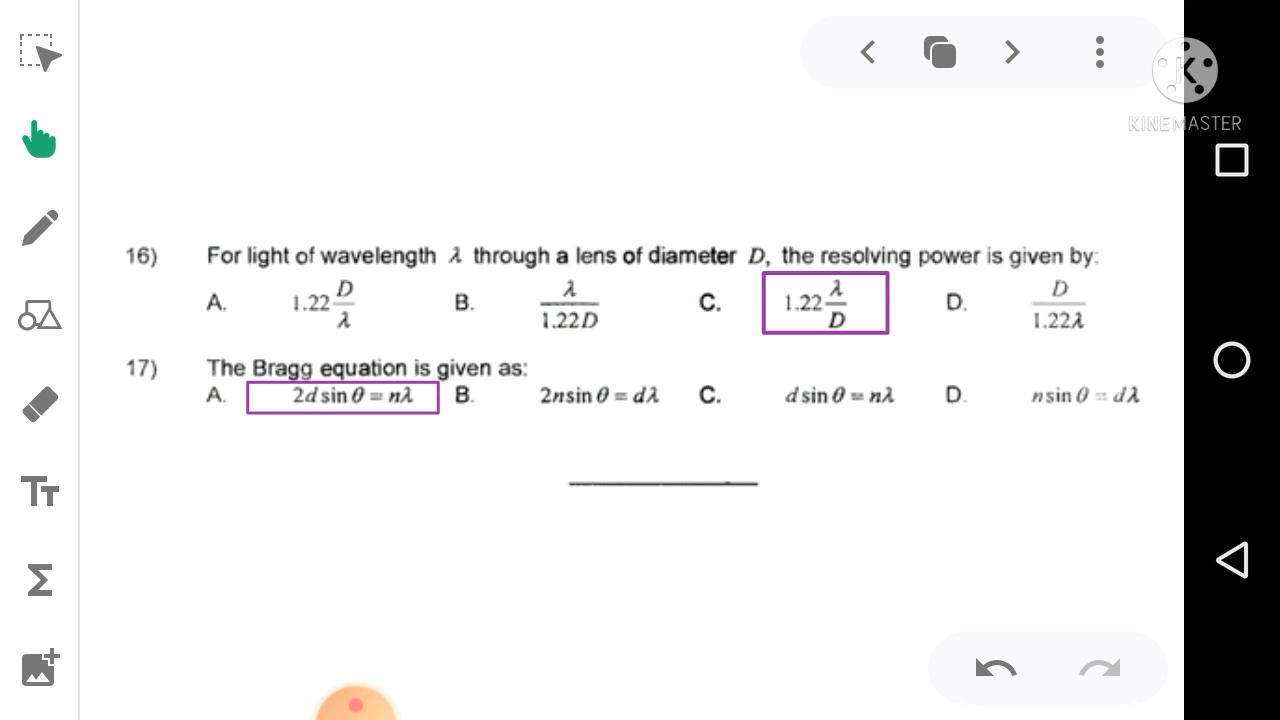 KINEMASTER
16) For light of wavelength λ through a lens of diameter D, the resolving power is given by:
A. 1.22 D/λ B. λ/1.22D C. 1.22 λ/D D. D/1.22λ
17) The Bragg equation is given as:
A. 2d sin θ = nλ B. 2n sin θ = dλ C. d sin θ = nλ D. n sin θ = dλ